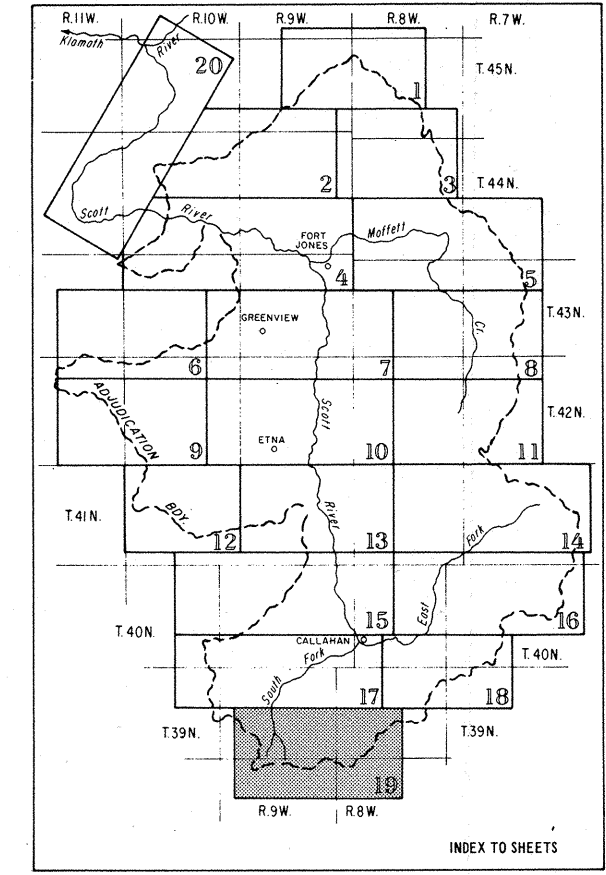 R.11W. R.10W. R.9W. R.8W. R.7W.
Klamath River
20
T.45N.
1
2
3
T.44N.
Scott River
FORT JONES
Moffett
4
5
GREENVIEW
T.43N.
Cr.
6
7
8
Scott
T.42N.
ADJUDICATION
ETNA
9
10
11
T.41N.
BDY.
River
Fork
12
13
14
East
T.40N.
15
16
CALLAHAN
South Fork
T.40N.
17
18
T.39N.
T.39N.
19
R.9W. R.8W.
INDEX TO SHEETS